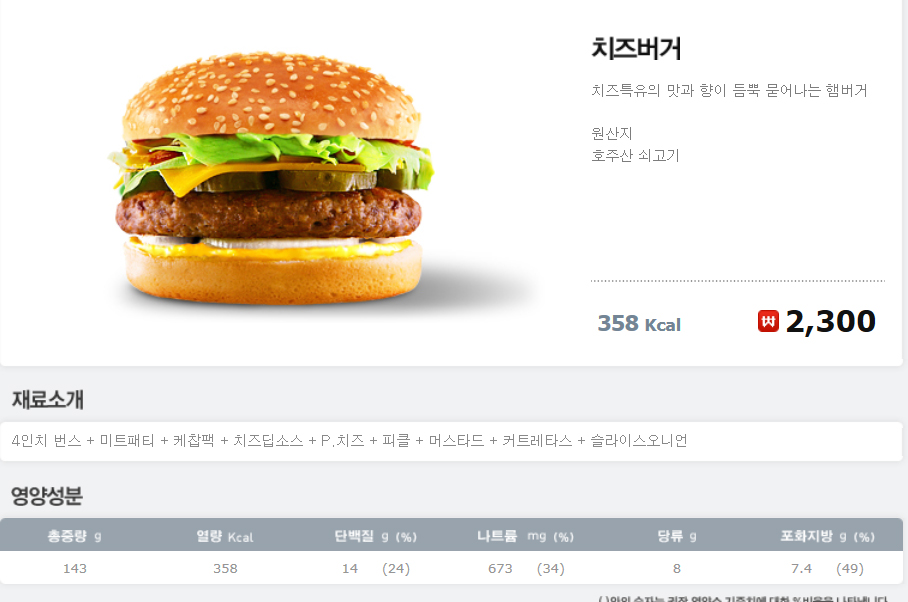 치즈버거
치즈특유의 맛과 향이 듬뿍 묻어나는 햄버거
원산지
호주산 쇠고기
358 Kcal ₩ 2,300
재료소개
4인치 번스 + 미트패티 + 케찹팩 + 치즈딥소스 + P.치즈 + 피클 + 머스타드 + 커트레타스 + 슬라이스오니언
영양성분
총중량 g 열량 Kcal 단백질 g (%) 나트륨 mg (%) 당류 g 포화지방 g (%)
143 358 14 (24) 673 (34) 8 7.4 (49)